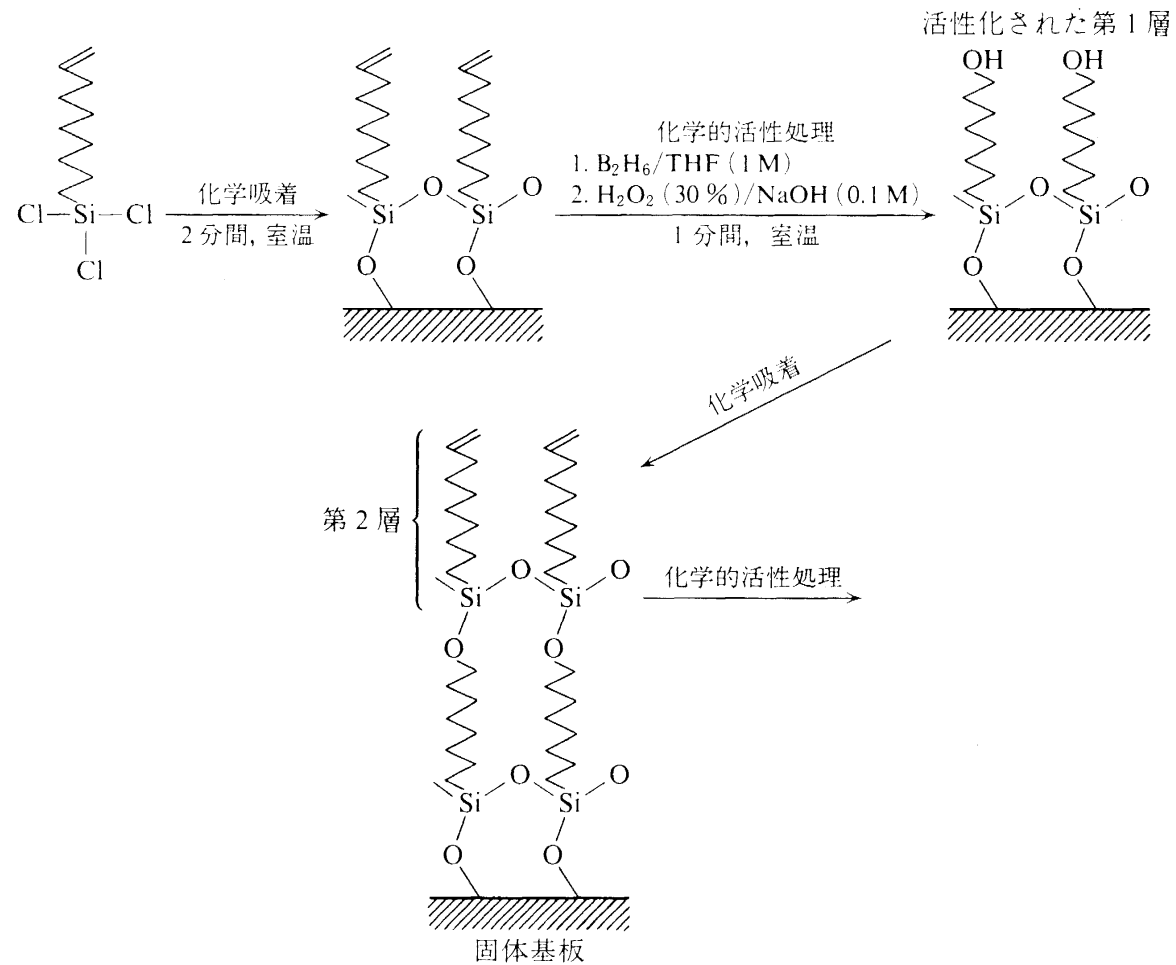 活性化された第1層
OH OH
化学的活性処理
1. B₂H₆/THF (1 M)
2. H₂O₂ (30 %)/NaOH (0.1 M)
1分間, 室温
化学吸着
2分間, 室温
Cl Si Cl
Cl
O O
Si Si
O O
O O
Si Si
O O
化学吸着
第2層
O O
Si Si
O O
化学的活性処理
O O
Si Si
O O
固体基板